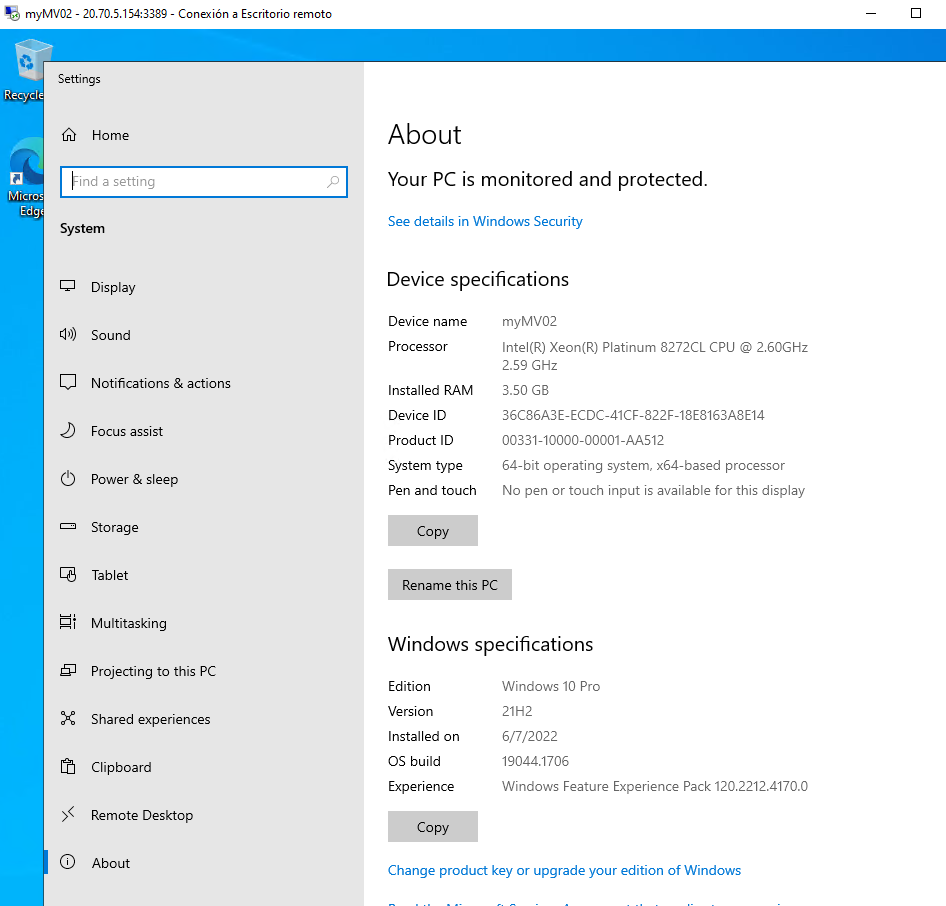 myMV02 - 20.70.5.154:3389 - Conexión a Escritorio remoto
Recycle
Micros
Edge
Settings
Home
Find a setting
System
Display
Sound
Notifications & actions
Focus assist
Power & sleep
Storage
Tablet
Multitasking
Projecting to this PC
Shared experiences
Clipboard
Remote Desktop
About
About
Your PC is monitored and protected.
See details in Windows Security
Device specifications
Device name myMV02
Processor Intel(R) Xeon(R) Platinum 8272CL CPU @ 2.60GHz
2.59 GHz
Installed RAM 3.50 GB
Device ID 36C86A3E-ECDC-41CF-822F-18E8163A8E14
Product ID 00331-10000-00001-AA512
System type 64-bit operating system, x64-based processor
Pen and touch No pen or touch input is available for this display
Copy
Rename this PC
Windows specifications
Edition Windows 10 Pro
Version 21H2
Installed on 6/7/2022
OS build 19044.1706
Experience Windows Feature Experience Pack 120.2212.4170.0
Copy
Change product key or upgrade your edition of Windows